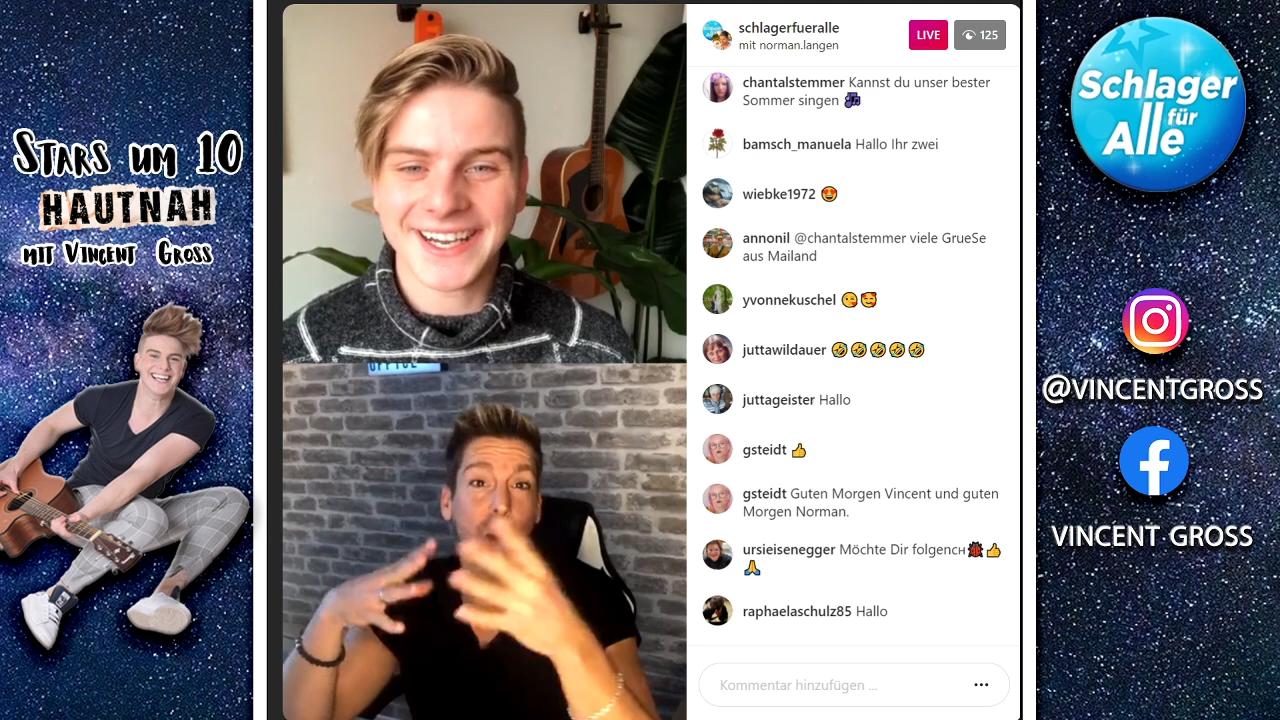 Stars um 10
HAUTNAH
mit Vincent Gross
schlagerfueralle
mit norman.langen
LIVE
125
chantalstemmer Kannst du unser bester
Sommer singen
bamsch_manuela Hallo Ihr zwei
wiebke1972
annonil @chantalstemmer viele GrueSe
aus Mailand
yvonnekuschel
juttawildauer
juttageister Hallo
gsteidt
gsteidt Guten Morgen Vincent und guten
Morgen Norman.
ursieisenegger Möchte Dir folgencн
raphaelaschulz85 Hallo
Kommentar hinzufügen ...
Schlager
für
Alle
@VINCENTGROSS
VINCENT GROSS